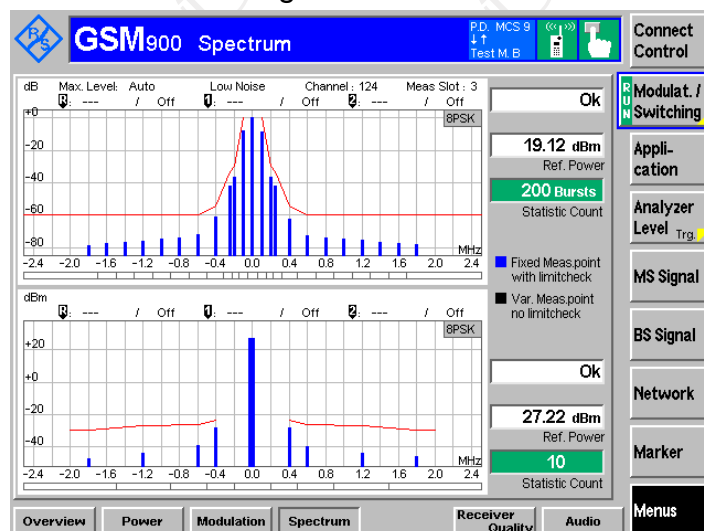 R/S
GSM900 Spectrum
P.D. MCS 9
↓↑
Test M. B
Connect
Control
dB Max. Level: Auto Low Noise Channel : 124 Meas Slot : 3
R: --- / Off 1: --- / Off 2: --- / Off
8PSK
+0
-20
-40
-60
-80
MHz
-2.4 -2.0 -1.6 -1.2 -0.8 -0.4 0.0 0.4 0.8 1.2 1.6 2.0 2.4
Ok
19.12 dBm
Ref. Power
200 Bursts
Statistic Count
Fixed Meas.point
with limitcheck
Var. Meas.point
no limitcheck
dBm
R: --- / Off 1: --- / Off 2: --- / Off
8PSK
+20
+0
-20
-40
MHz
-2.4 -2.0 -1.6 -1.2 -0.8 -0.4 0.0 0.4 0.8 1.2 1.6 2.0 2.4
Ok
27.22 dBm
Ref. Power
10
Statistic Count
RUN
Modulat. /
Switching
Appli-
cation
Analyzer
Level Trg.
MS Signal
BS Signal
Network
Marker
Menus
Overview Power Modulation Spectrum Receiver
Quality Audio